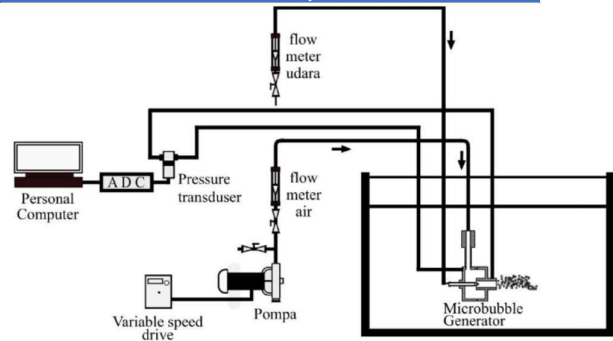 flow
meter
udara
A D C
Personal
Computer
Pressure
transduser
flow
meter
air
Variable speed
drive
Pompa
Microbubble
Generator